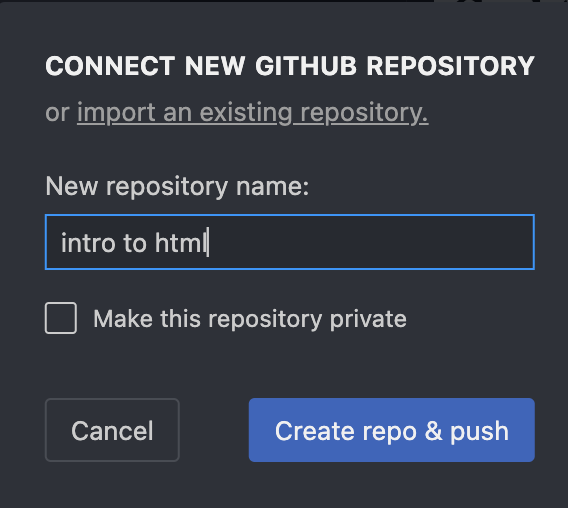 CONNECT NEW GITHUB REPOSITORY
or import an existing repository.
New repository name:
intro to html
Make this repository private
Cancel
Create repo & push